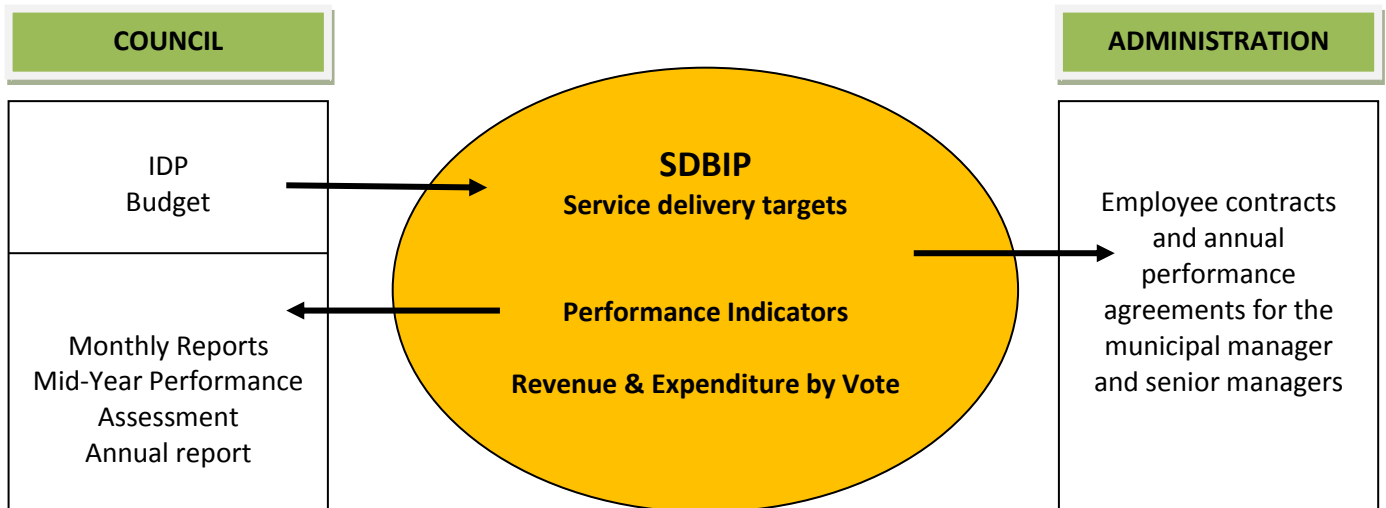 COUNCIL
IDP
Budget
Monthly Reports
Mid-Year Performance
Assessment
Annual report
SDBIP
Service delivery targets
Performance Indicators
Revenue & Expenditure by Vote
ADMINISTRATION
Employee contracts
and annual
performance
agreements for the
municipal manager
and senior managers